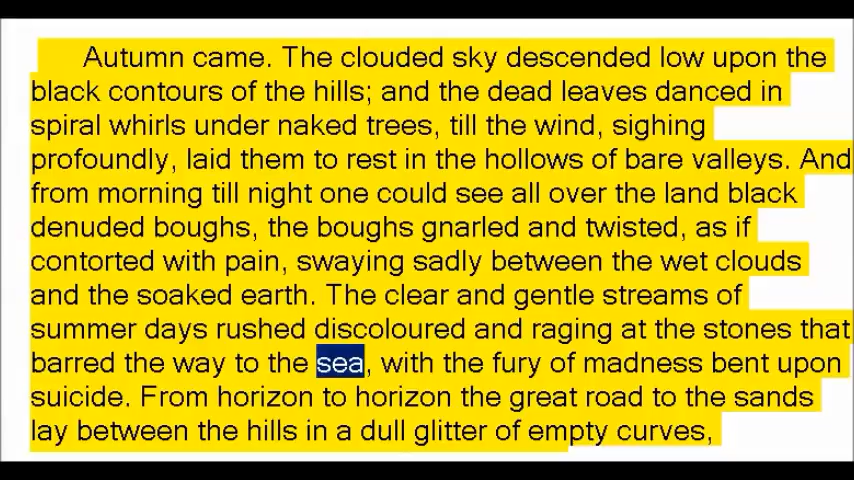 Autumn came. The clouded sky descended low upon the
black contours of the hills; and the dead leaves danced in
spiral whirls under naked trees, till the wind, sighing
profoundly, laid them to rest in the hollows of bare valleys. And
from morning till night one could see all over the land black
denuded boughs, the boughs gnarled and twisted, as if
contorted with pain, swaying sadly between the wet clouds
and the soaked earth. The clear and gentle streams of
summer days rushed discoloured and raging at the stones that
barred the way to the sea, with the fury of madness bent upon
suicide. From horizon to horizon the great road to the sands
lay between the hills in a dull glitter of empty curves,